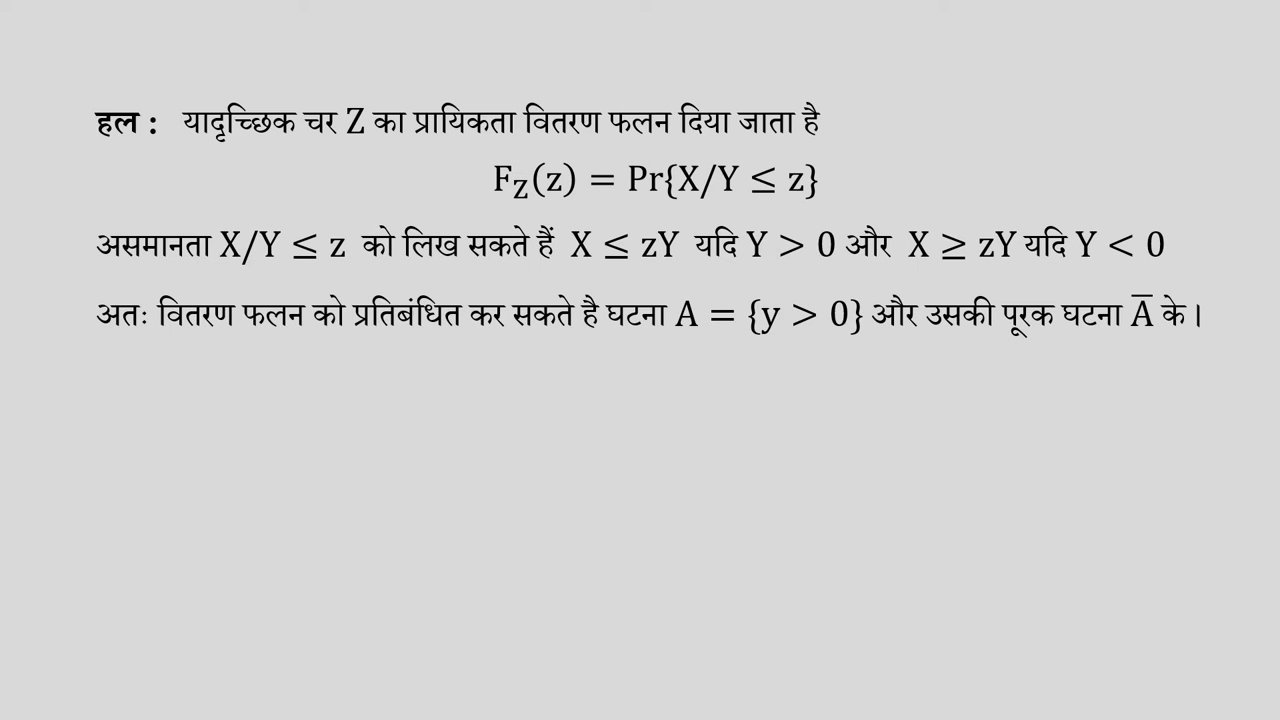 हल : यादृच्छिक चर Z का प्रायिकता वितरण फलन दिया जाता है
F_Z(z) = Pr{X/Y ≤ z}
असमानता X/Y ≤ z को लिख सकते हैं X ≤ zY यदि Y > 0 और X ≥ zY यदि Y < 0
अतः वितरण फलन को प्रतिबंधित कर सकते है घटना A = {y > 0} और उसकी पूरक घटना A̅ के।